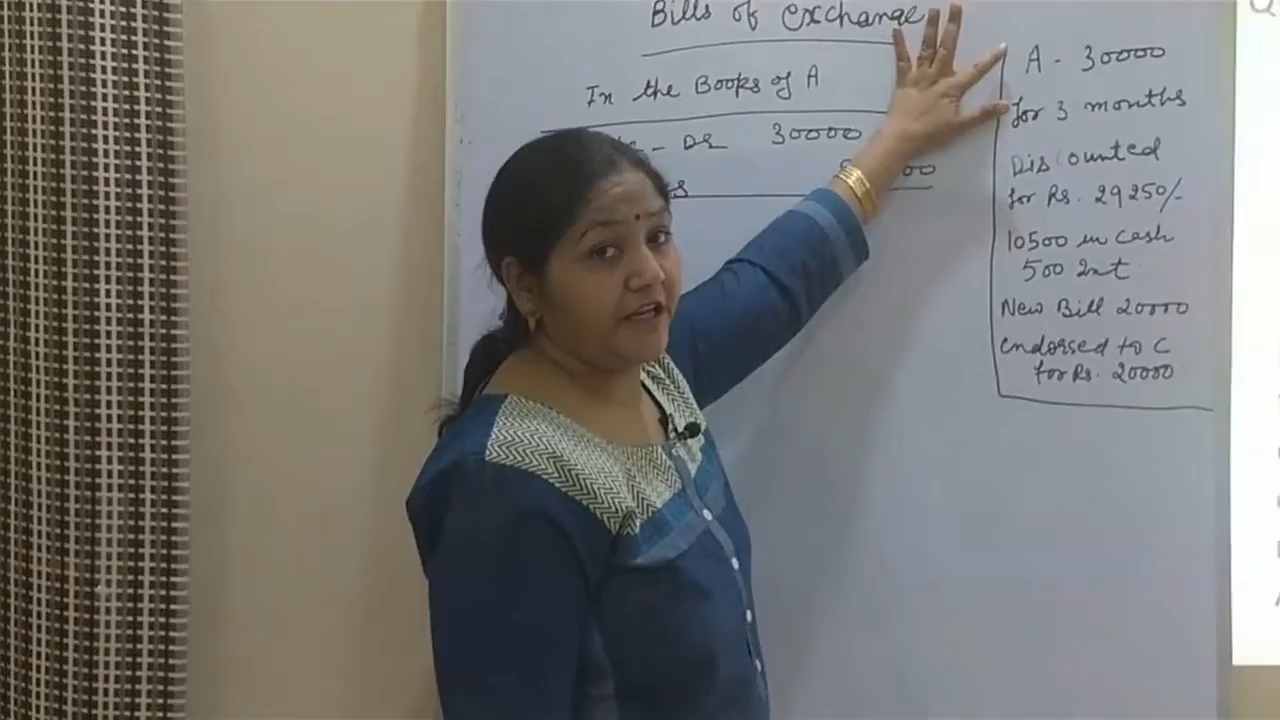 Bills of exchange
In the Books of A
- DR 30000
A - 30000
for 3 months
Discounted
for Rs. 29250/-
10500 in cash
500 Int
New Bill 20000
endorsed to C
for Rs. 20000